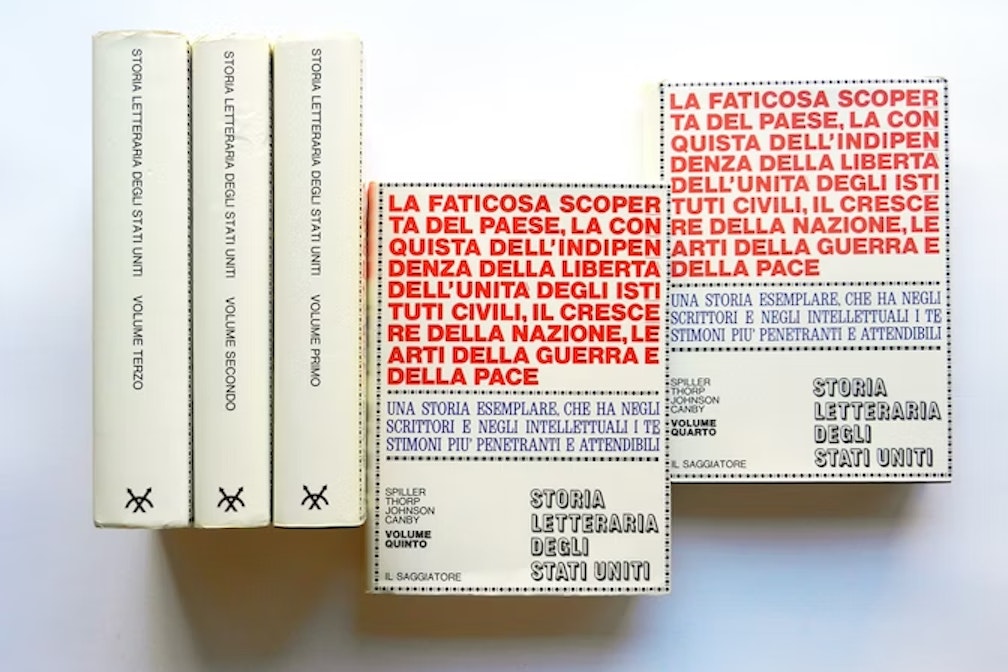 STORIA LETTERARIA DEGLI STATI UNITI VOLUME TERZO
STORIA LETTERARIA DEGLI STATI UNITI VOLUME SECONDO
STORIA LETTERARIA DEGLI STATI UNITI VOLUME PRIMO
LA FATICOSA SCOPER
TA DEL PAESE, LA CON
QUISTA DELL'INDIPEN
DENZA DELLA LIBERTA
DELL'UNITA DEGLI ISTI
TUTI CIVILI, IL CRESCE
RE DELLA NAZIONE, LE
ARTI DELLA GUERRA E
DELLA PACE
UNA STORIA ESEMPLARE, CHE HA NEGLI
SCRITTORI E NEGLI INTELLETTUALI I TE
STIMONI PIU' PENETRANTI E ATTENDIBILI
SPILLER
THORP
JOHNSON
CANBY
VOLUME
QUINTO
IL SAGGIATORE
STORIA
LETTERARIA
DEGLI
STATI UNITI
LA FATICOSA SCOPER
TA DEL PAESE, LA CON
QUISTA DELL'INDIPEN
DENZA DELLA LIBERTA
DELL'UNITA DEGLI ISTI
TUTI CIVILI, IL CRESCE
RE DELLA NAZIONE, LE
ARTI DELLA GUERRA E
DELLA PACE
UNA STORIA ESEMPLARE, CHE HA NEGLI
SCRITTORI E NEGLI INTELLETTUALI I TE
STIMONI PIU' PENETRANTI E ATTENDIBILI
SPILLER
THORP
JOHNSON
CANBY
VOLUME
QUARTO
IL SAGGIATORE
STORIA
LETTERARIA
DEGLI
STATI UNITI